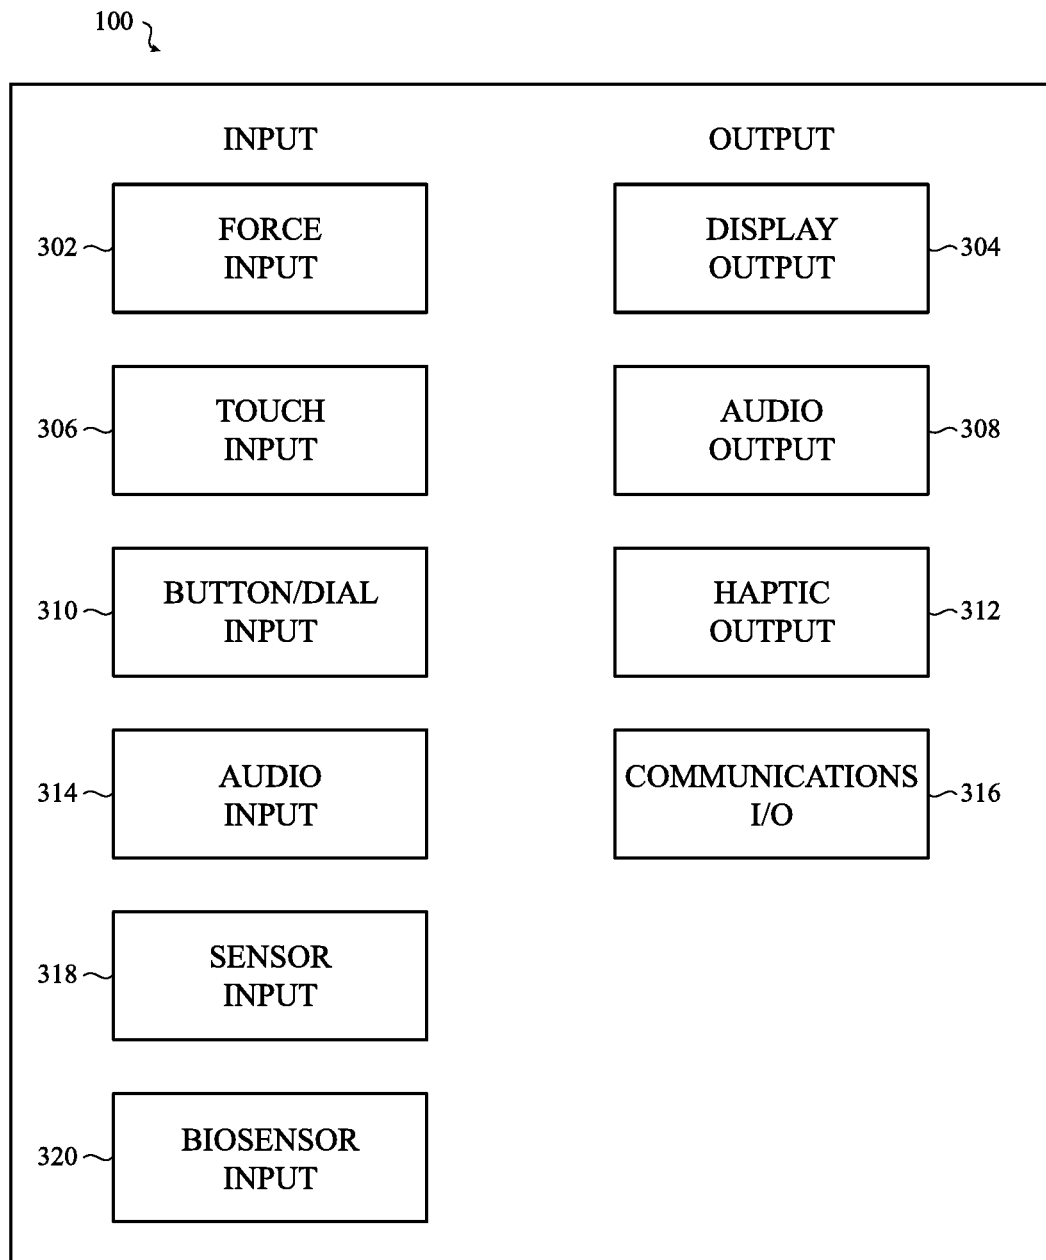 100
INPUT
OUTPUT
302
FORCE
INPUT
DISPLAY
OUTPUT
304
306
TOUCH
INPUT
AUDIO
OUTPUT
308
310
BUTTON/DIAL
INPUT
HAPTIC
OUTPUT
312
314
AUDIO
INPUT
COMMUNICATIONS
I/O
316
318
SENSOR
INPUT
320
BIOSENSOR
INPUT